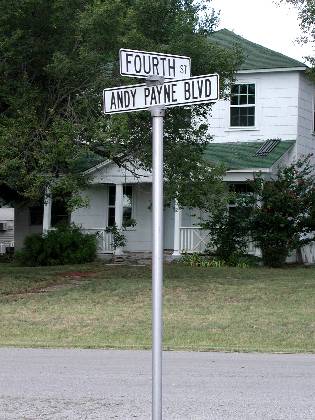 FOURTH ST
ANDY PAYNE BLVD